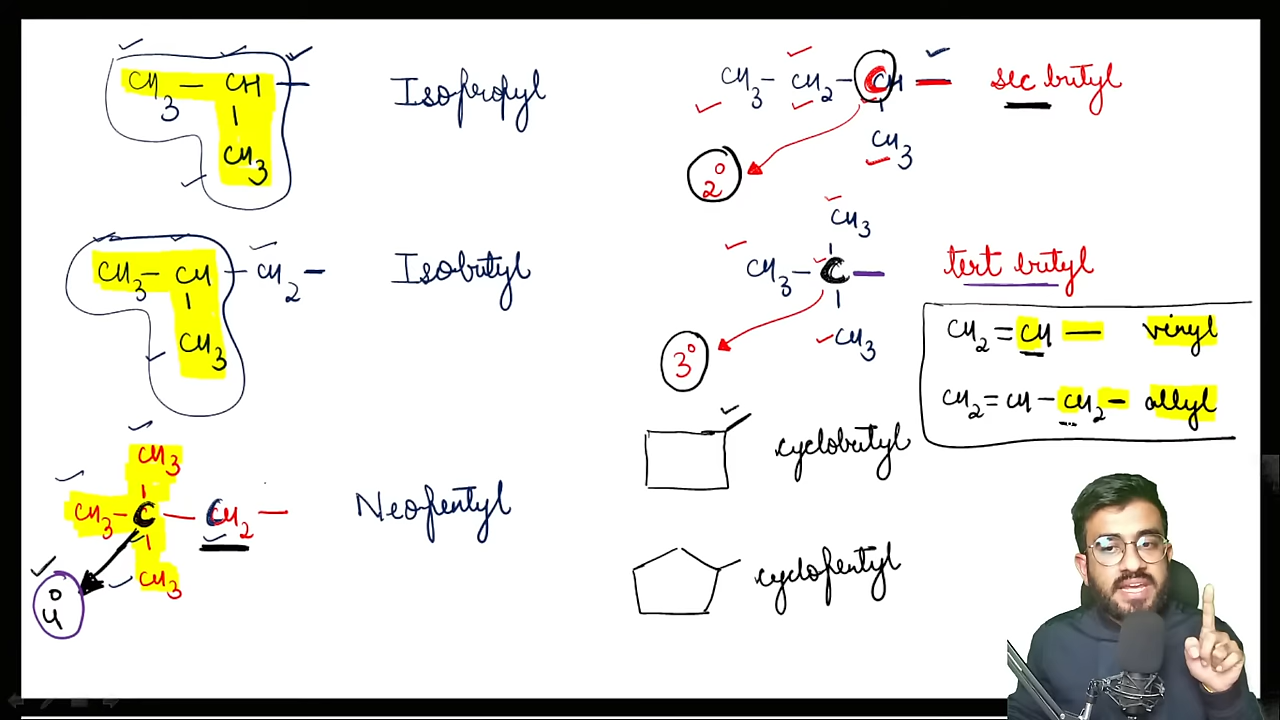 CH3 — CH — Isopropyl
CH3
CH3 — CH — CH2 — Isobutyl
CH3
CH3
CH3 — C — CH2 — Neopentyl
CH3
4°
CH3 — CH2 — CH — sec butyl
CH3
2°
CH3
CH3 — C — tert butyl
CH3
3°
CH2 = CH — vinyl
CH2 = CH — CH2 — allyl
cyclobutyl
cyclopentyl